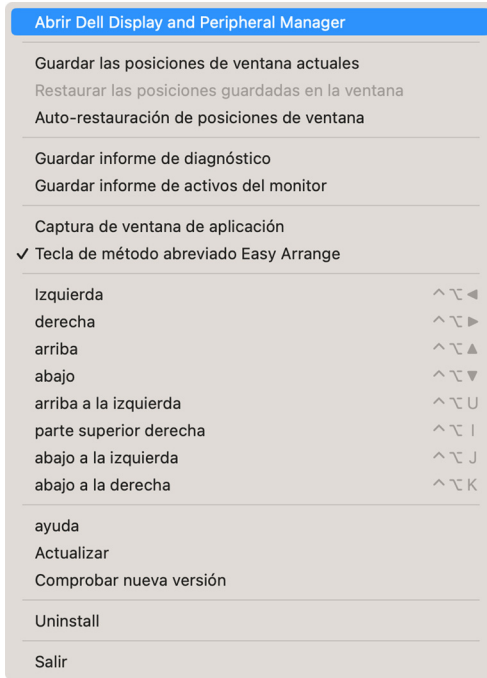 Abrir Dell Display and Peripheral Manager
Guardar las posiciones de ventana actuales
Restaurar las posiciones guardadas en la ventana
Auto-restauración de posiciones de ventana
Guardar informe de diagnóstico
Guardar informe de activos del monitor
Captura de ventana de aplicación
✓ Tecla de método abreviado Easy Arrange
Izquierda ^⌥◀
derecha ^⌥▶
arriba ^⌥▲
abajo ^⌥▼
arriba a la izquierda ^⌥U
parte superior derecha ^⌥I
abajo a la izquierda ^⌥J
abajo a la derecha ^⌥K
ayuda
Actualizar
Comprobar nueva versión
Uninstall
Salir